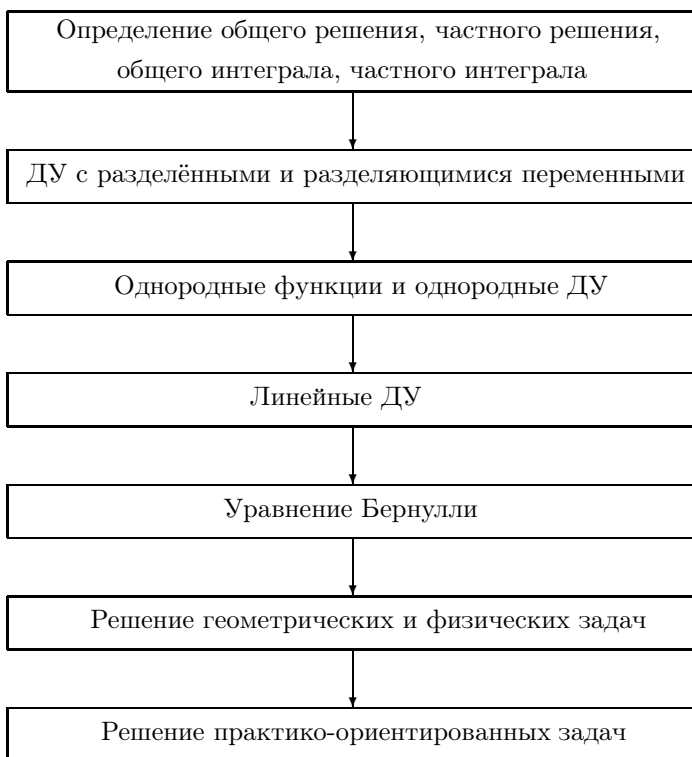 Определение общего решения, частного решения,
общего интеграла, частного интеграла
ДУ с разделёнными и разделяющимися переменными
Однородные функции и однородные ДУ
Линейные ДУ
Уравнение Бернулли
Решение геометрических и физических задач
Решение практико-ориентированных задач